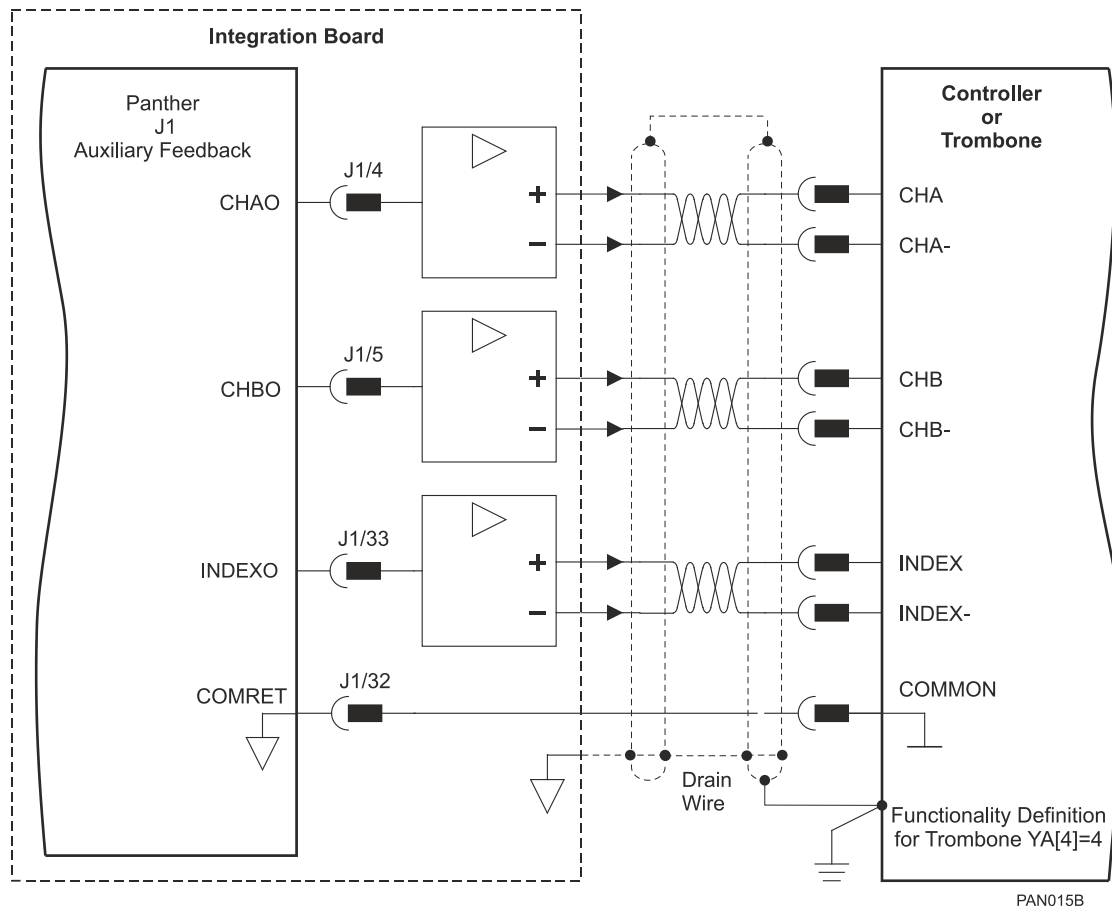 Integration Board
Panther
J1
Auxiliary Feedback
Controller
or
Trombone
J1/4
CHAO
+
−
CHA
CHA-
J1/5
CHBO
+
−
CHB
CHB-
J1/33
INDEXO
+
−
INDEX
INDEX-
COMRET
J1/32
COMMON
Drain
Wire
Functionality Definition
for Trombone YA[4]=4
PAN015B